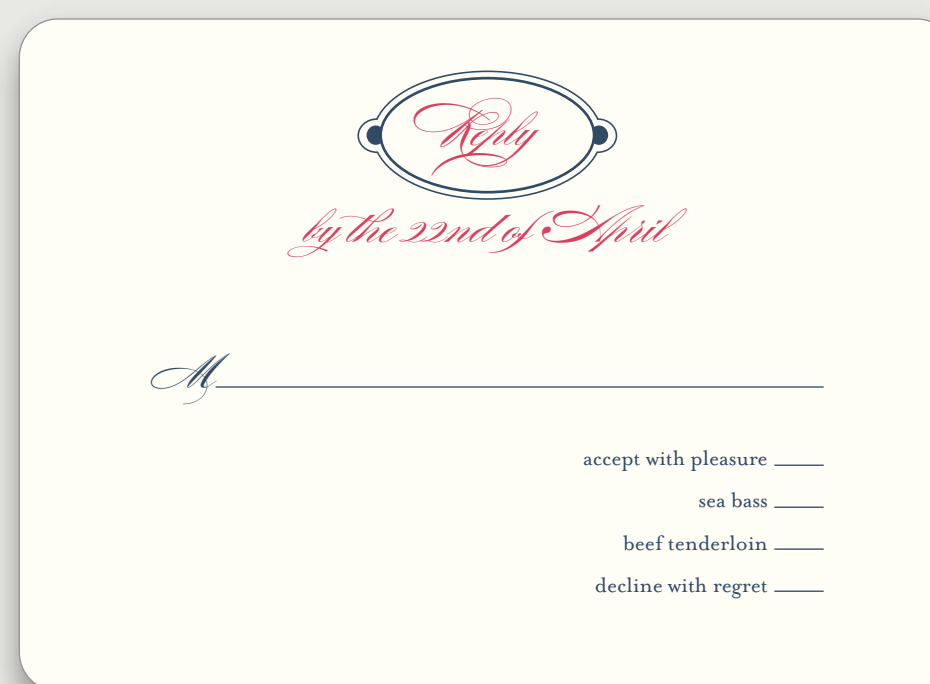 Reply
by the 22nd of April
M
accept with pleasure
sea bass
beef tenderloin
decline with regret